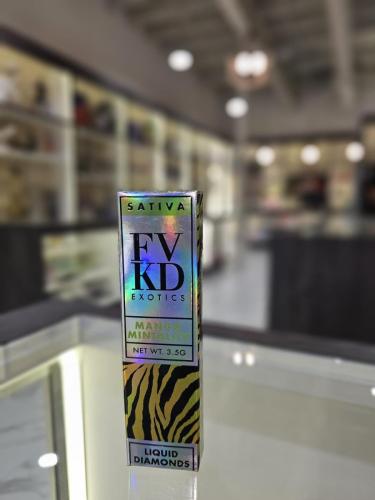 SATIVA
FV
KD
EXOTICS
MANGO
NET WT. 3.5G
LIQUID
DIAMONDS